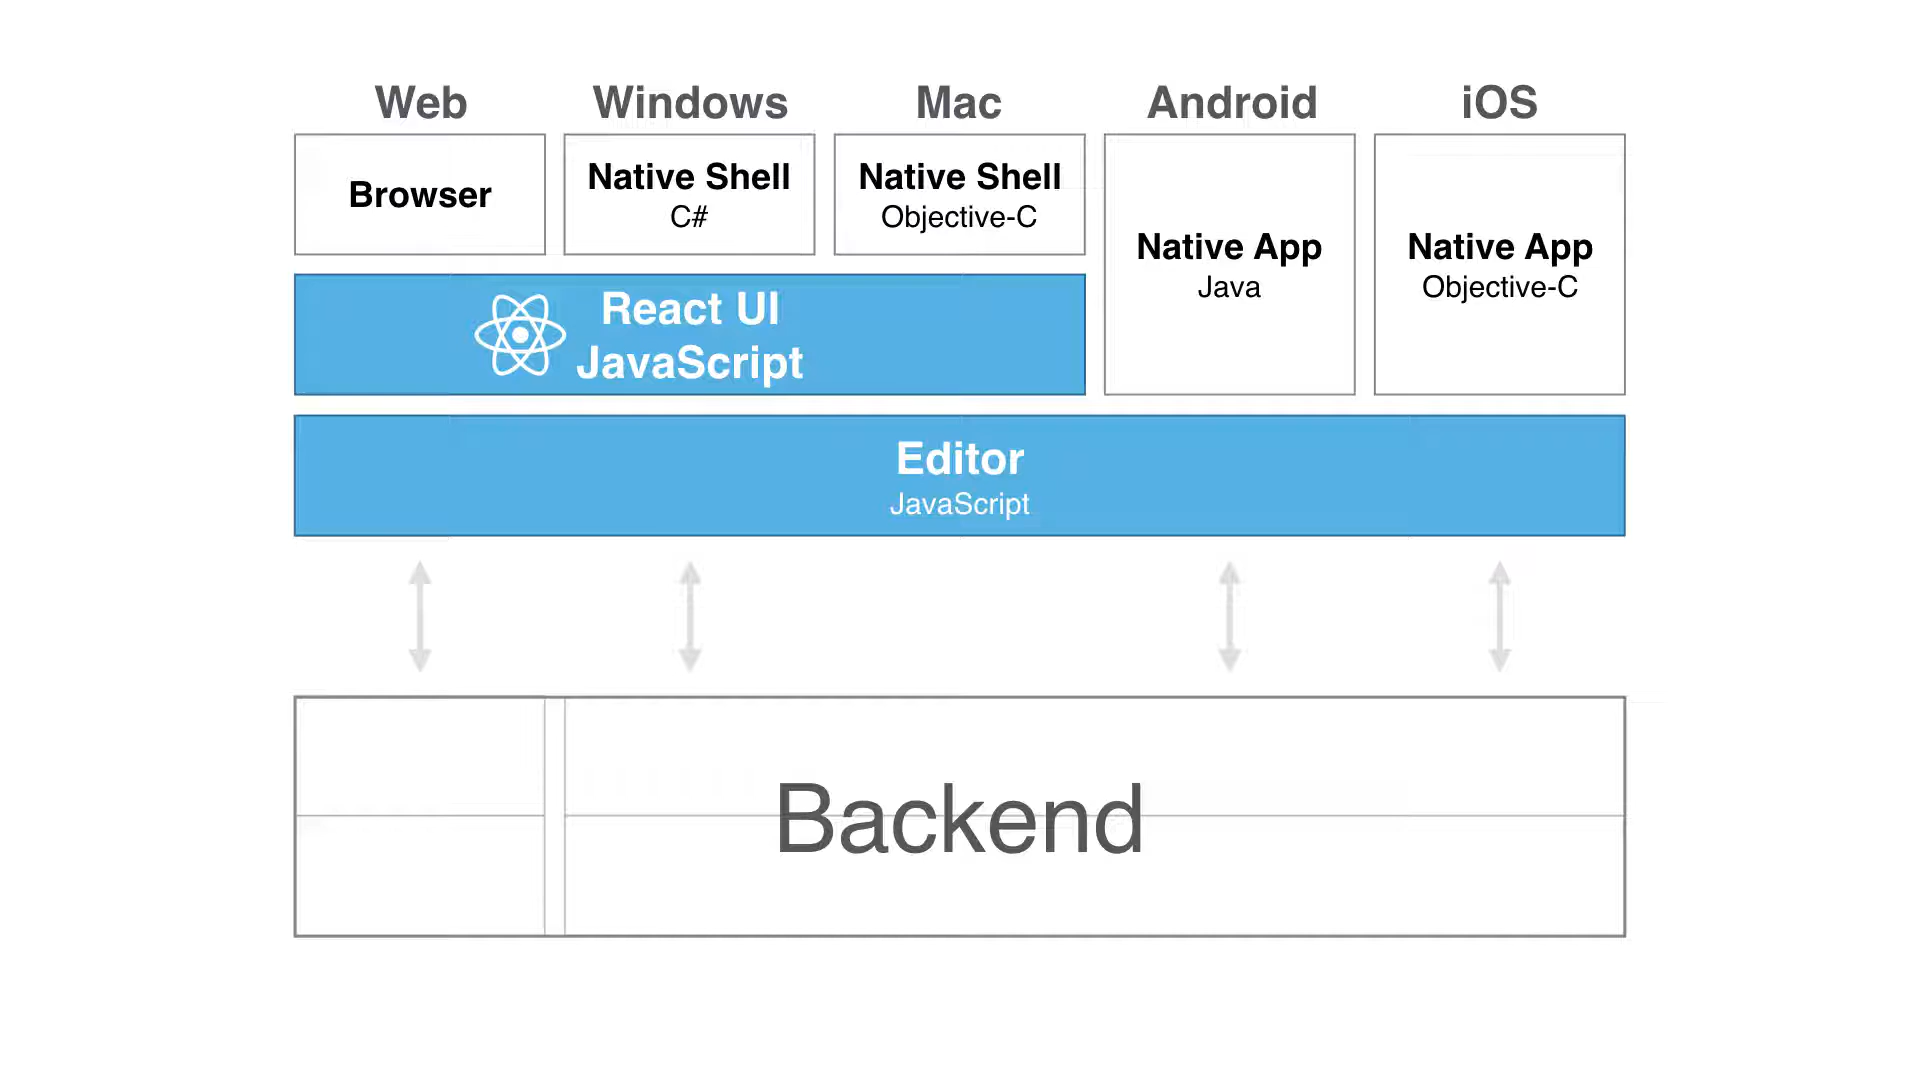 Web
Windows
Mac
Android
iOS
Browser
Native Shell
C#
Native Shell
Objective-C
Native App
Java
Native App
Objective-C
React UI
JavaScript
Editor
JavaScript
Backend